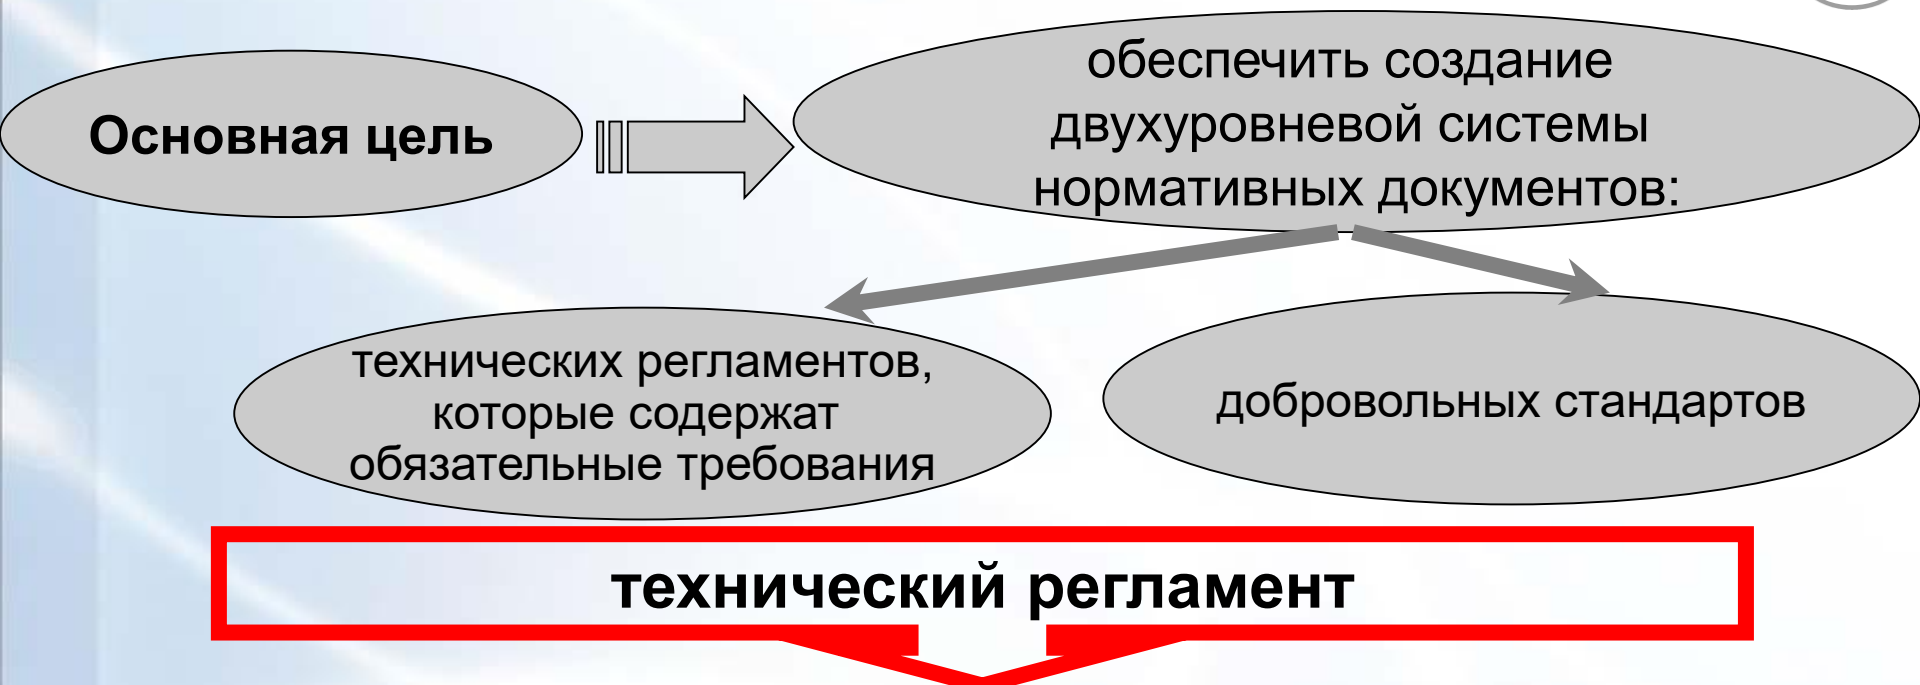 Основная цель
обеспечить создание
двухуровневой системы
нормативных документов:
технических регламентов,
которые содержат
обязательные требования
добровольных стандартов
технический регламент